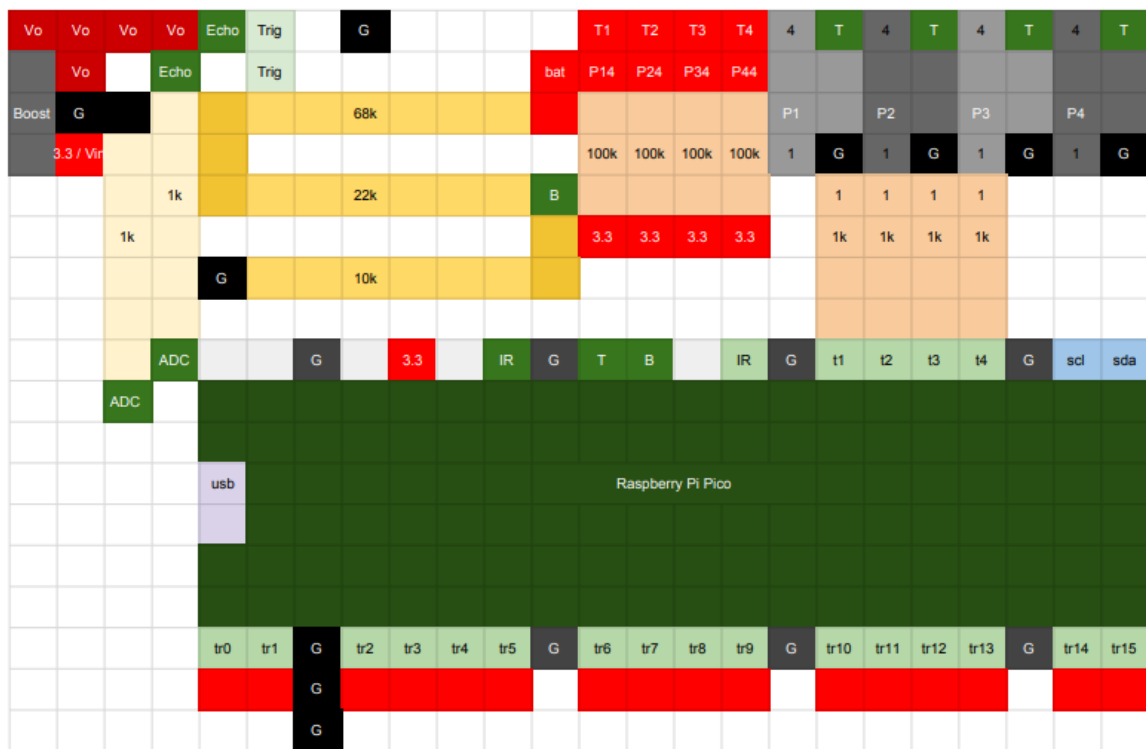 Vo Vo Vo Vo Echo Trig G T1 T2 T3 T4 4 T 4 T 4 T 4 T
Vo Echo Trig bat P14 P24 P34 P44
Boost G 68k P1 P2 P3 P4
3.3 / Vin 100k 100k 100k 100k 1 G 1 G 1 G 1 G
1k 22k B 1 1 1 1
1k 3.3 3.3 3.3 3.3 1k 1k 1k 1k
G 10k
ADC G 3.3 IR G T B IR G t1 t2 t3 t4 G scl sda
ADC
usb Raspberry Pi Pico
tr0 tr1 G tr2 tr3 tr4 tr5 G tr6 tr7 tr8 tr9 G tr10 tr11 tr12 tr13 G tr14 tr15
G
G